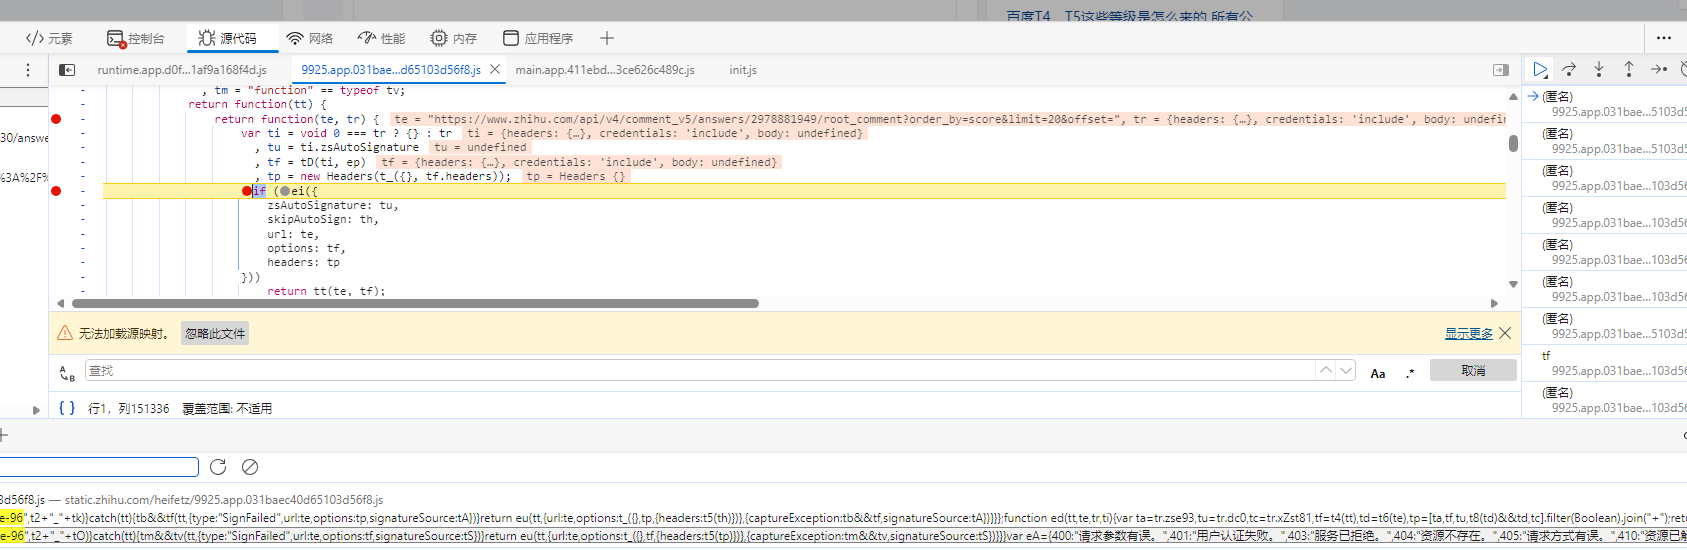 百度T4、T5这些等级是怎么来的 所有公
元素 控制台 源代码 网络 性能 内存 应用程序
runtime.app.d0f...1af9a168f4d.js 9925.app.031bae...d65103d56f8.js main.app.411ebd...3ce626c489c.js init.js
, tm = "function" == typeof tv;
return function(tt) {
return function(te, tr) { te = "https://www.zhihu.com/api/v4/comment_v5/answers/2978881949/root_comment?order_by=score&limit=20&offset=", tr = {headers: {…}, credentials: 'include', body: undefin
var ti = void 0 === tr ? {} : tr ti = {headers: {…}, credentials: 'include', body: undefined}
, tu = ti.zsAutoSignature tu = undefined
, tf = tD(ti, ep) tf = {headers: {…}, credentials: 'include', body: undefined}
, tp = new Headers(t_({}, tf.headers)); tp = Headers {}
if (ei({
zsAutoSignature: tu,
skipAutoSign: th,
url: te,
options: tf,
headers: tp
}))
return tt(te, tf);
30/answe
%3A%2F%
无法加载源映射。 忽略此文件 显示更多
查找 Aa .* 取消
{ } 行1，列151336 覆盖范围: 不适用
(匿名)
9925.app.031bae...5103d5
(匿名)
9925.app.031bae...5103d5
(匿名)
9925.app.031bae...103d56
(匿名)
9925.app.031bae...103d56
(匿名)
9925.app.031bae...103d56
(匿名)
9925.app.031bae...103d56
(匿名)
9925.app.031bae...5103d5
tf
9925.app.031bae...103d56
(匿名)
9925.app.031bae...103d56
3d56f8.js — static.zhihu.com/heifetz/9925.app.031baec40d65103d56f8.js
e-96",t2+"_"+tk)}catch(tt){tb&&tf(tt,{type:"SignFailed",url:te,options:tp,signatureSource:tA})}return eu(tt,{url:te,options:t_({},tp,{headers:t5(th)})},{captureException:tb&&tf,signatureSource:tA})}}};function ed(tt,te,tr,ti){var ta=tr.zse93,tu=tr.dc0,tc=tr.xZst81,tf=t4(tt),td=t6(te),tp=[ta,tf,tu,t8(td)&&td,tc].filter(Boolean).join("+");retu
e-96",t2+"_"+tO)}catch(tt){tm&&tv(tt,{type:"SignFailed",url:te,options:tf,signatureSource:tS})}return eu(tt,{url:te,options:t_({},tf,{headers:t5(tp)})},{captureException:tm&&tv,signatureSource:tS})}}}}var eA={400:"请求参数有误。",401:"用户认证失败。",403:"服务已拒绝。",404:"资源不存在。",405:"请求方式有误。",410:"资源已